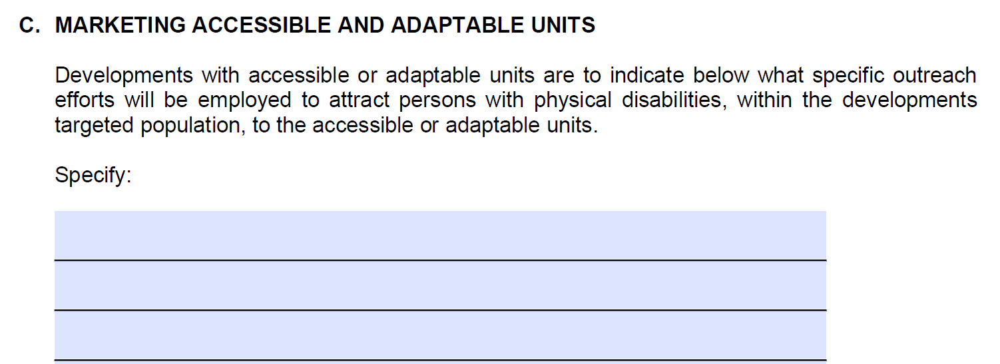 C. MARKETING ACCESSIBLE AND ADAPTABLE UNITS
Developments with accessible or adaptable units are to indicate below what specific outreach
efforts will be employed to attract persons with physical disabilities, within the developments
targeted population, to the accessible or adaptable units.
Specify: